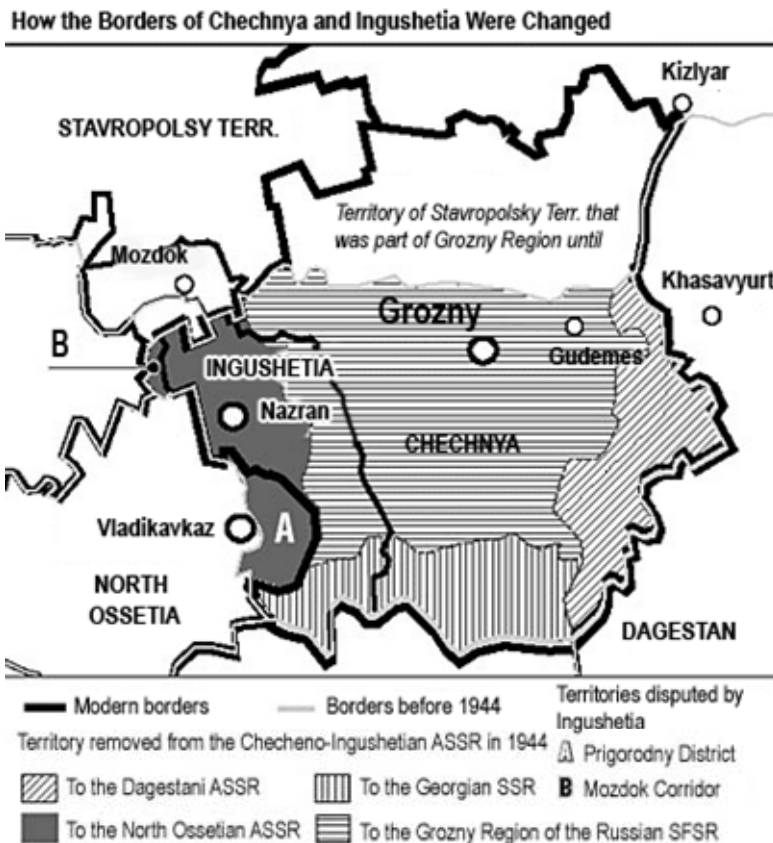 How the Borders of Chechnya and Ingushetia Were Changed
Kizlyar
STAVROPOLSY TERR.
Territory of Stavropolsky Terr. that
was part of Grozny Region until
Mozdok
Khasavyurt
Grozny
B
Gudemes
INGUSHETIA
Nazran
CHECHNYA
Vladikavkaz
A
NORTH
OSSETIA
DAGESTAN
Modern borders
Borders before 1944
Territories disputed by
Ingushetia
Territory removed from the Checheno-Ingushetian ASSR in 1944
A Prigorodny District
To the Dagestani ASSR
To the Georgian SSR
B Mozdok Corridor
To the North Ossetian ASSR
To the Grozny Region of the Russian SFSR